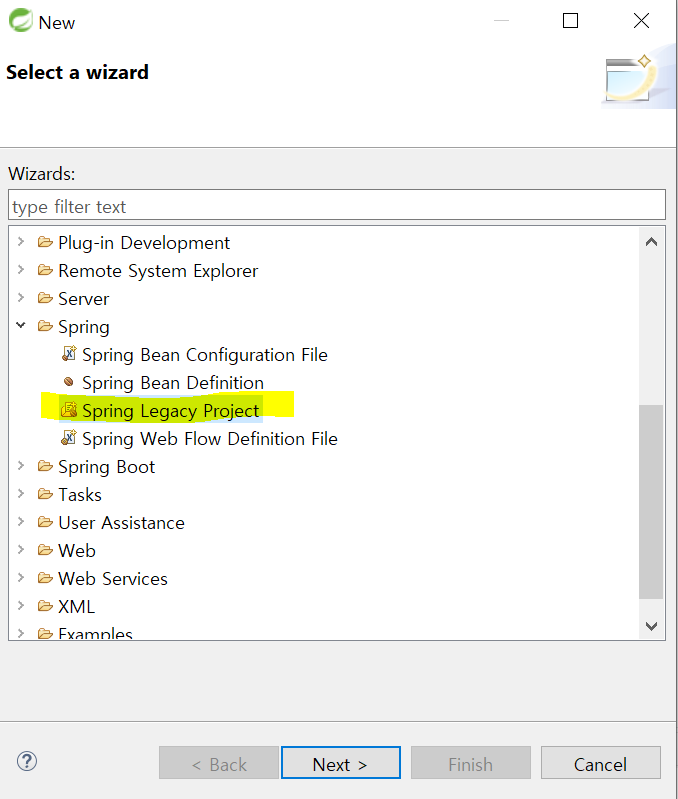 New
Select a wizard
Wizards:
type filter text
Plug-in Development
Remote System Explorer
Server
Spring
Spring Bean Configuration File
Spring Bean Definition
Spring Legacy Project
Spring Web Flow Definition File
Spring Boot
Tasks
User Assistance
Web
Web Services
XML
Examples
?
< Back
Next >
Finish
Cancel